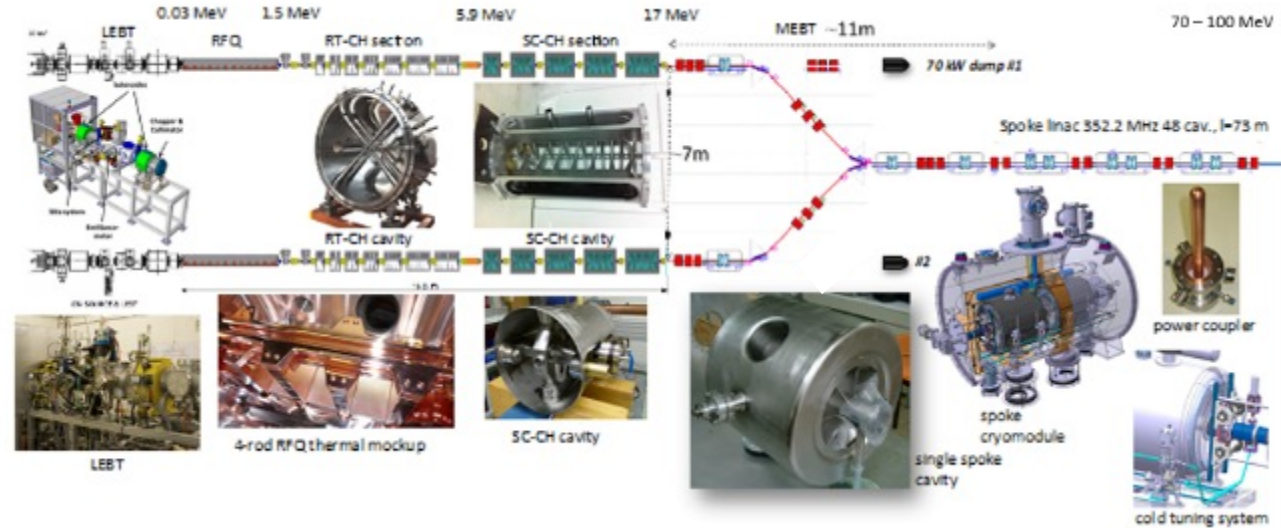 0.03 MeV
1.5 MeV
5.9 MeV
17 MeV
MEBT ~11m
70 – 100 MeV
LEBT
RFQ
RT-CH section
SC-CH section
70 kW dump #1
Chopper &
Collimator
Spoke linac 352.2 MHz 48 cav., l=73 m
~7m
RT-CH cavity
SC-CH cavity
#2
power coupler
4-rod RFQ thermal mockup
SC-CH cavity
LEBT
spoke
cryomodule
single spoke
cavity
cold tuning system